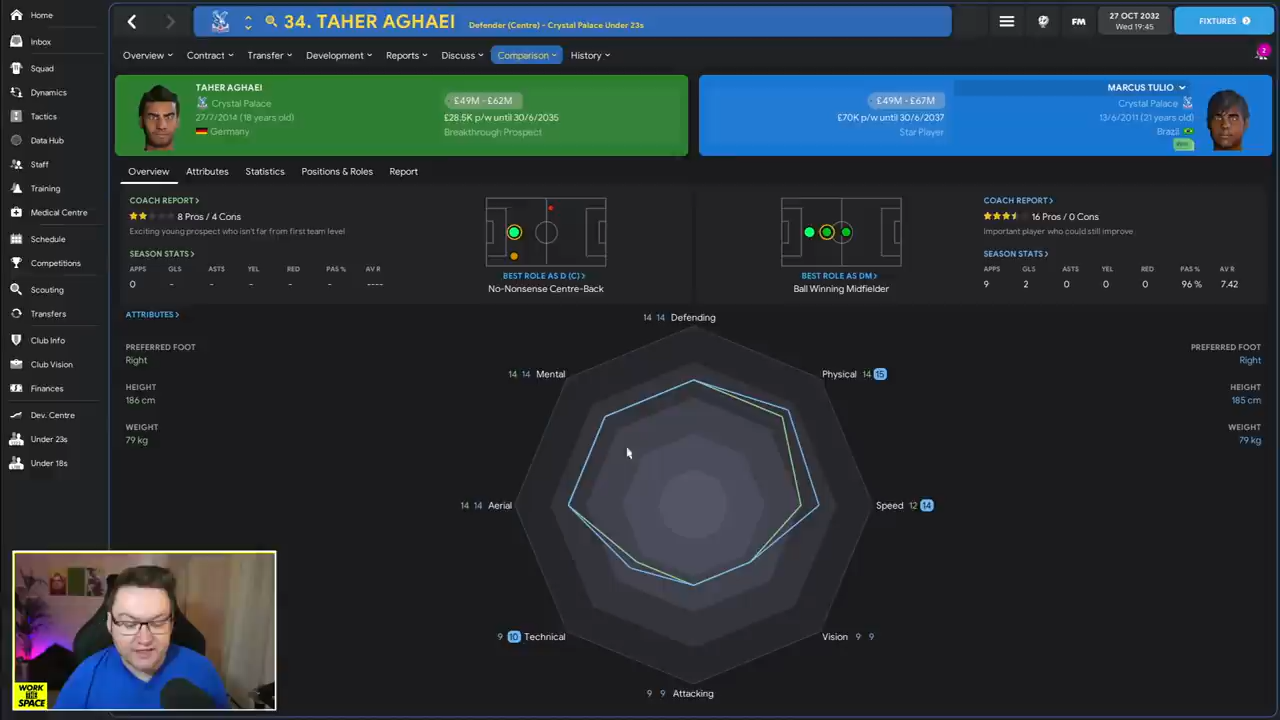 Home
Inbox
Squad
Dynamics
Tactics
Data Hub
Staff
Training
Medical Centre
Schedule
Competitions
Scouting
Transfers
Club Info
Club Vision
Finances
Dev. Centre
Under 23s
Under 18s
34. TAHER AGHAEI
Defender (Centre) - Crystal Palace Under 23s
FM
27 OCT 2032
Wed 19:45
FIXTURES
2
Overview
Contract
Transfer
Development
Reports
Discuss
Comparison
History
TAHER AGHAEI
Crystal Palace
27/7/2014 (18 years old)
Germany
£49M - £62M
£28.5K p/w until 30/6/2035
Breakthrough Prospect
£49M - £67M
£70K p/w until 30/6/2037
Star Player
MARCUS TULIO
Crystal Palace
13/6/2011 (21 years old)
Brazil
Overview Attributes Statistics Positions & Roles Report
COACH REPORT >
8 Pros / 4 Cons
Exciting young prospect who isn't far from first team level
SEASON STATS >
APPS GLS ASTS YEL RED PAS % AV R
0 - - - - - ----
BEST ROLE AS D (C) >
No-Nonsense Centre-Back
BEST ROLE AS DM >
Ball Winning Midfielder
COACH REPORT >
16 Pros / 0 Cons
Important player who could still improve
SEASON STATS >
APPS GLS ASTS YEL RED PAS % AV R
9 2 0 0 0 96 % 7.42
ATTRIBUTES >
PREFERRED FOOT
Right
HEIGHT
186 cm
WEIGHT
79 kg
14 14 Defending
14 14 Mental
Physical 14 15
14 14 Aerial
Speed 12 14
9 10 Technical
Vision 9 9
9 9 Attacking
PREFERRED FOOT
Right
HEIGHT
185 cm
WEIGHT
79 kg
WORK
THE
SPACE